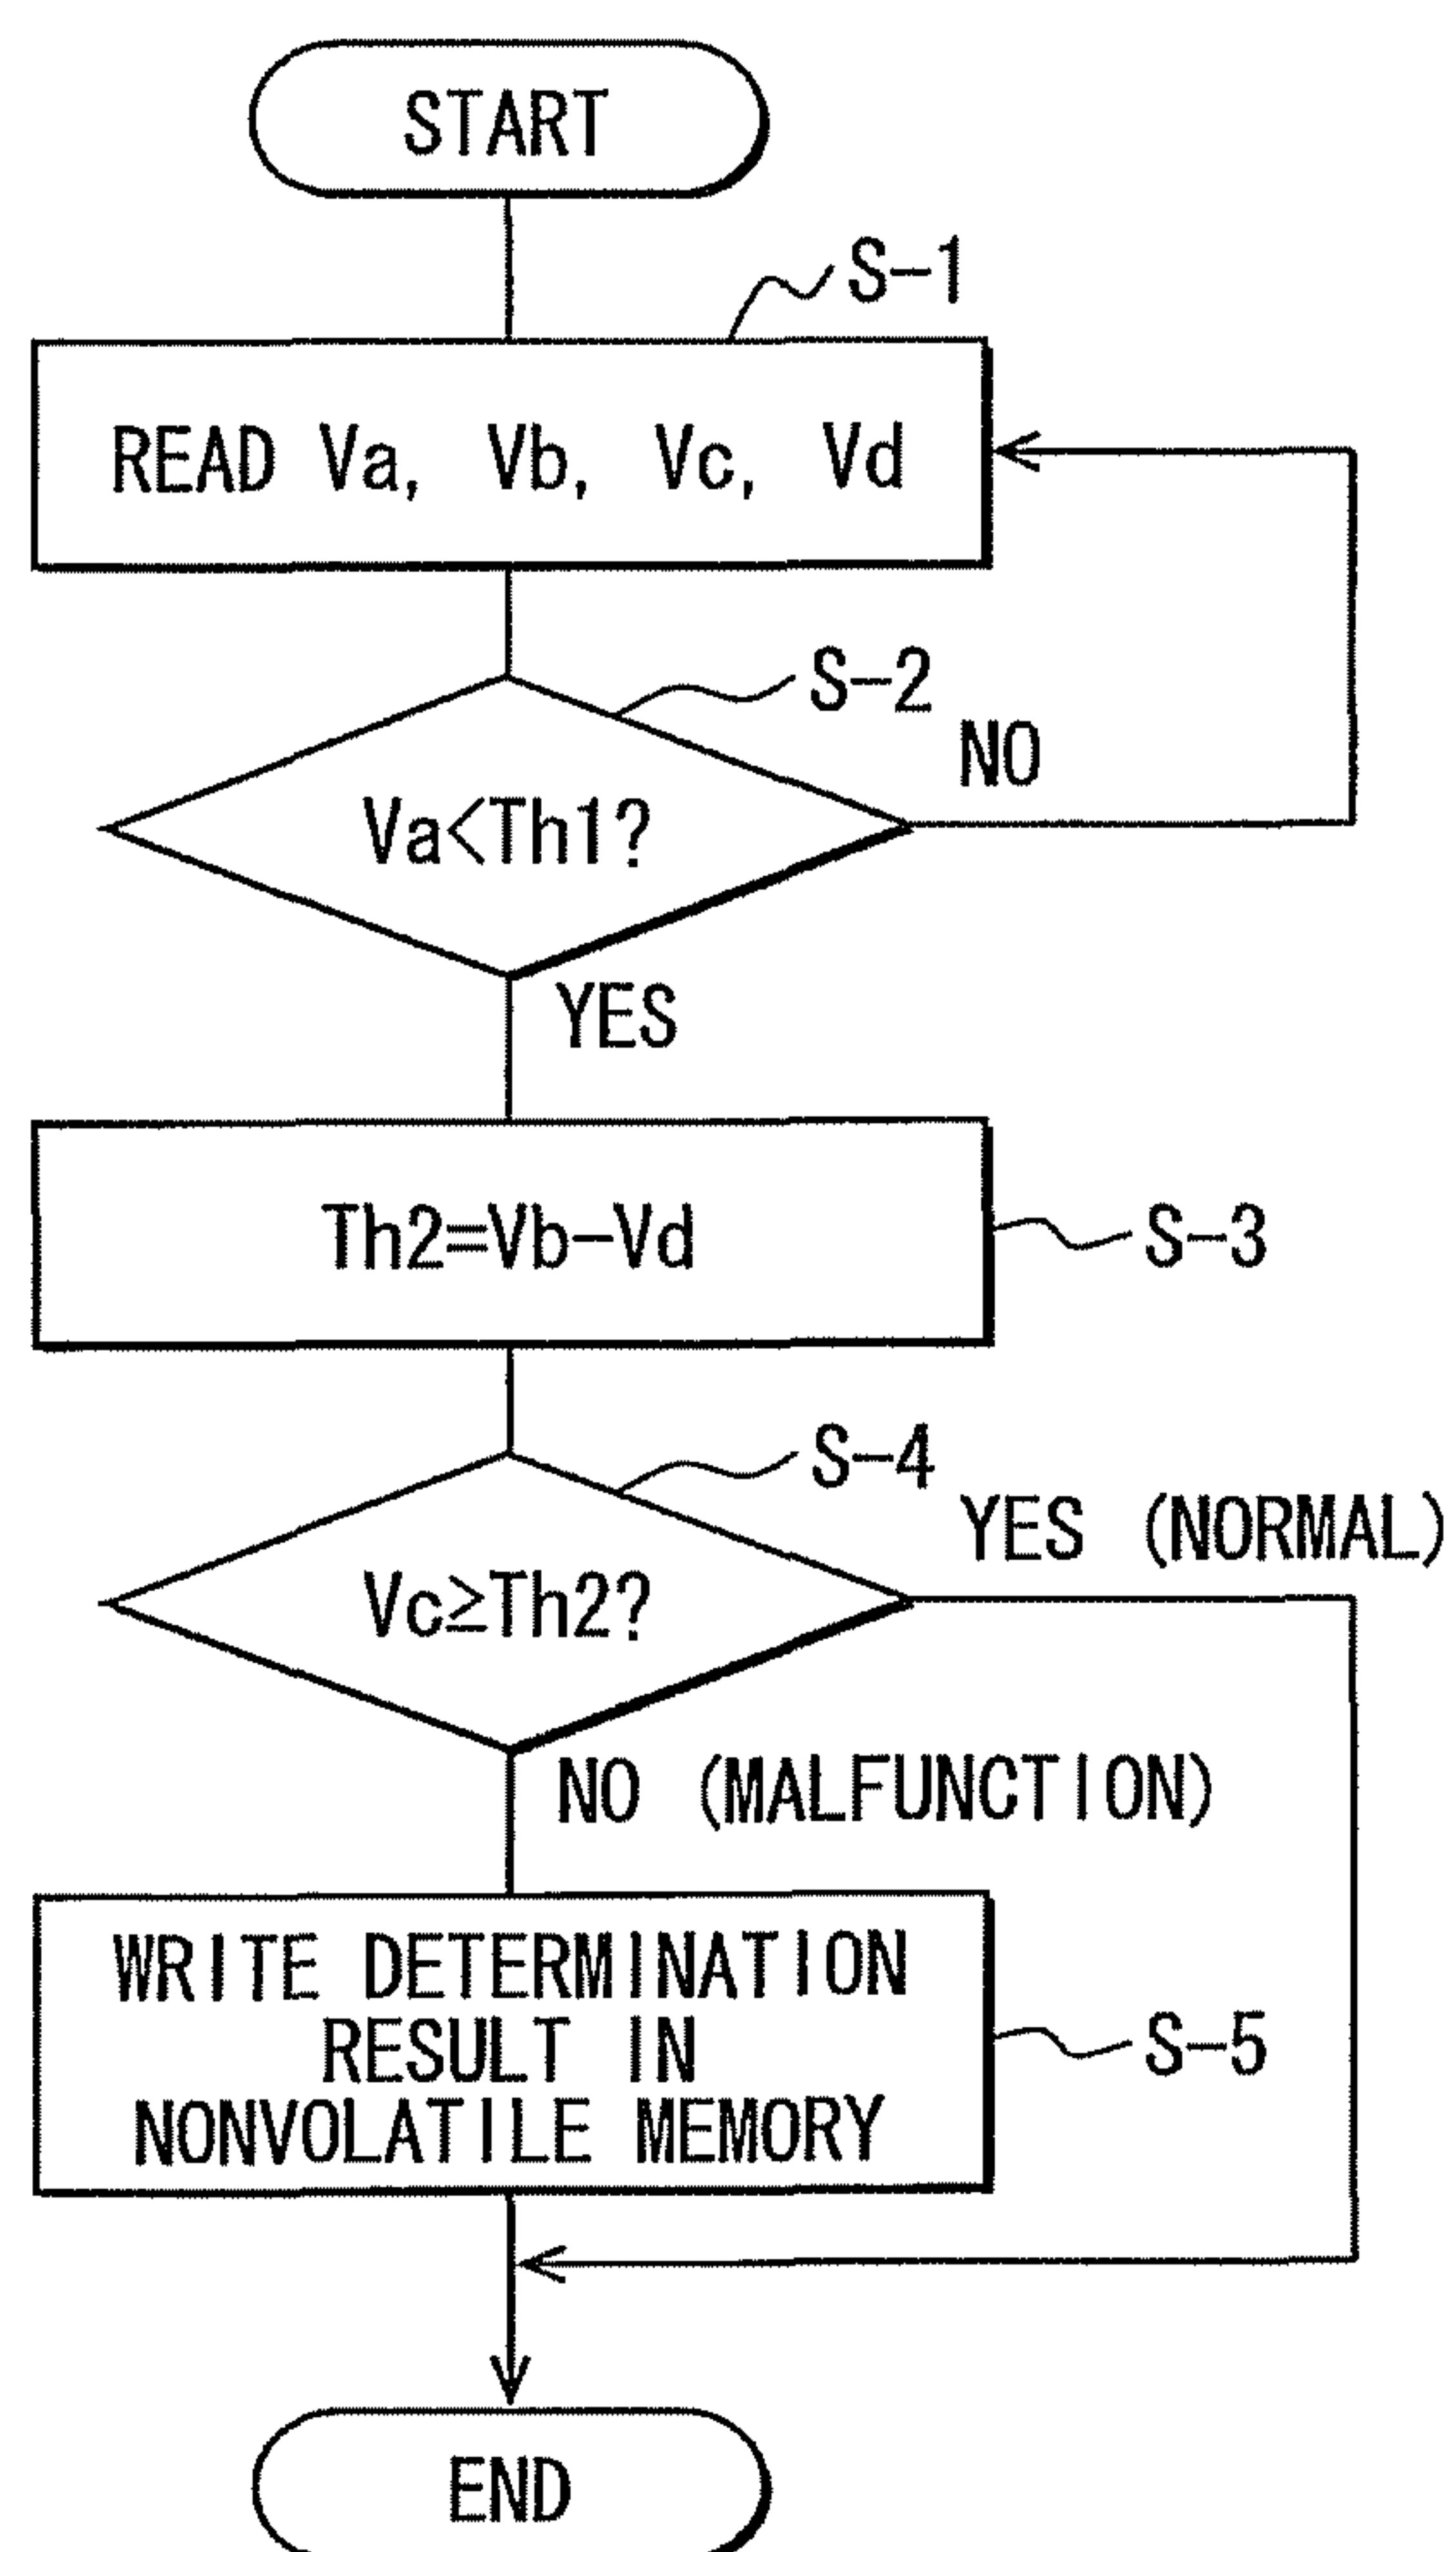 START
S-1
READ Va, Vb, Vc, Vd
S-2
NO
Va<Th1?
YES
Th2=Vb-Vd
S-3
S-4
YES (NORMAL)
Vc≥Th2?
NO (MALFUNCTION)
WRITE DETERMINATION
RESULT IN
NONVOLATILE MEMORY
S-5
END